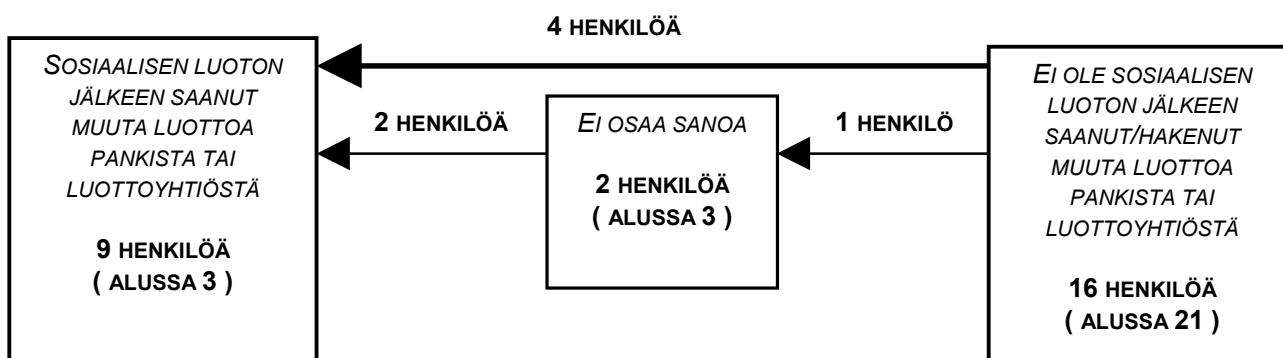 4 HENKILÖÄ
SOSIAALISEN LUOTON
JÄLKEEN SAANUT
MUUTA LUOTTOA
PANKISTA TAI
LUOTTOYHTIÖSTÄ
9 HENKILÖÄ
( ALUSSA 3 )
2 HENKILÖÄ
EI OSAA SANOA
2 HENKILÖÄ
( ALUSSA 3 )
1 HENKILÖ
EI OLE SOSIAALISEN
LUOTON JÄLKEEN
SAANUT/HAKENUT
MUUTA LUOTTOA
PANKISTA TAI
LUOTTOYHTIÖSTÄ
16 HENKILÖÄ
( ALUSSA 21 )